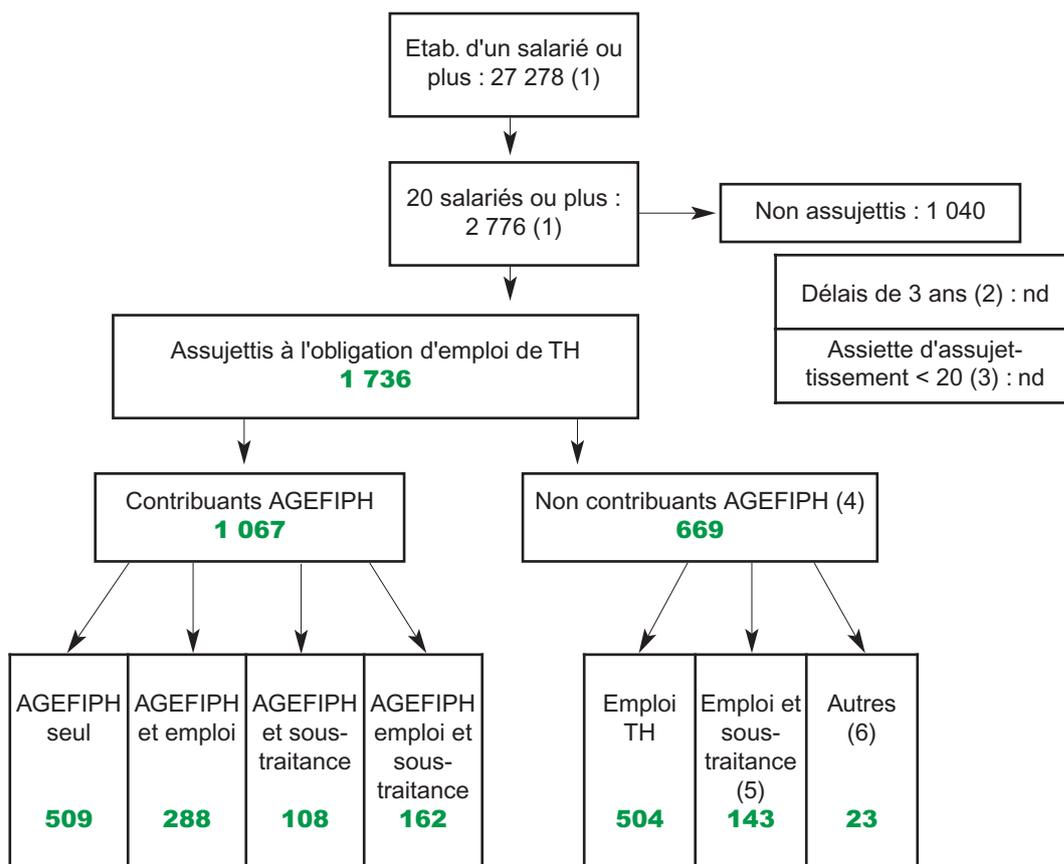 Etab. d'un salarié ou
plus : 27 278 (1)
20 salariés ou plus :
2 776 (1)
Non assujettis : 1 040
Délais de 3 ans (2) : nd
Assiette d'assujet-
tissement < 20 (3) : nd
Assujettis à l'obligation d'emploi de TH
1 736
Contribuants AGEFIPH
1 067
Non contribuants AGEFIPH (4)
669
AGEFIPH
seul
509
AGEFIPH
et emploi
288
AGEFIPH
et sous-
traitance
108
AGEFIPH
emploi et
sous-
traitance
162
Emploi
TH
504
Emploi et
sous-
traitance
(5)
143
Autres
(6)
23